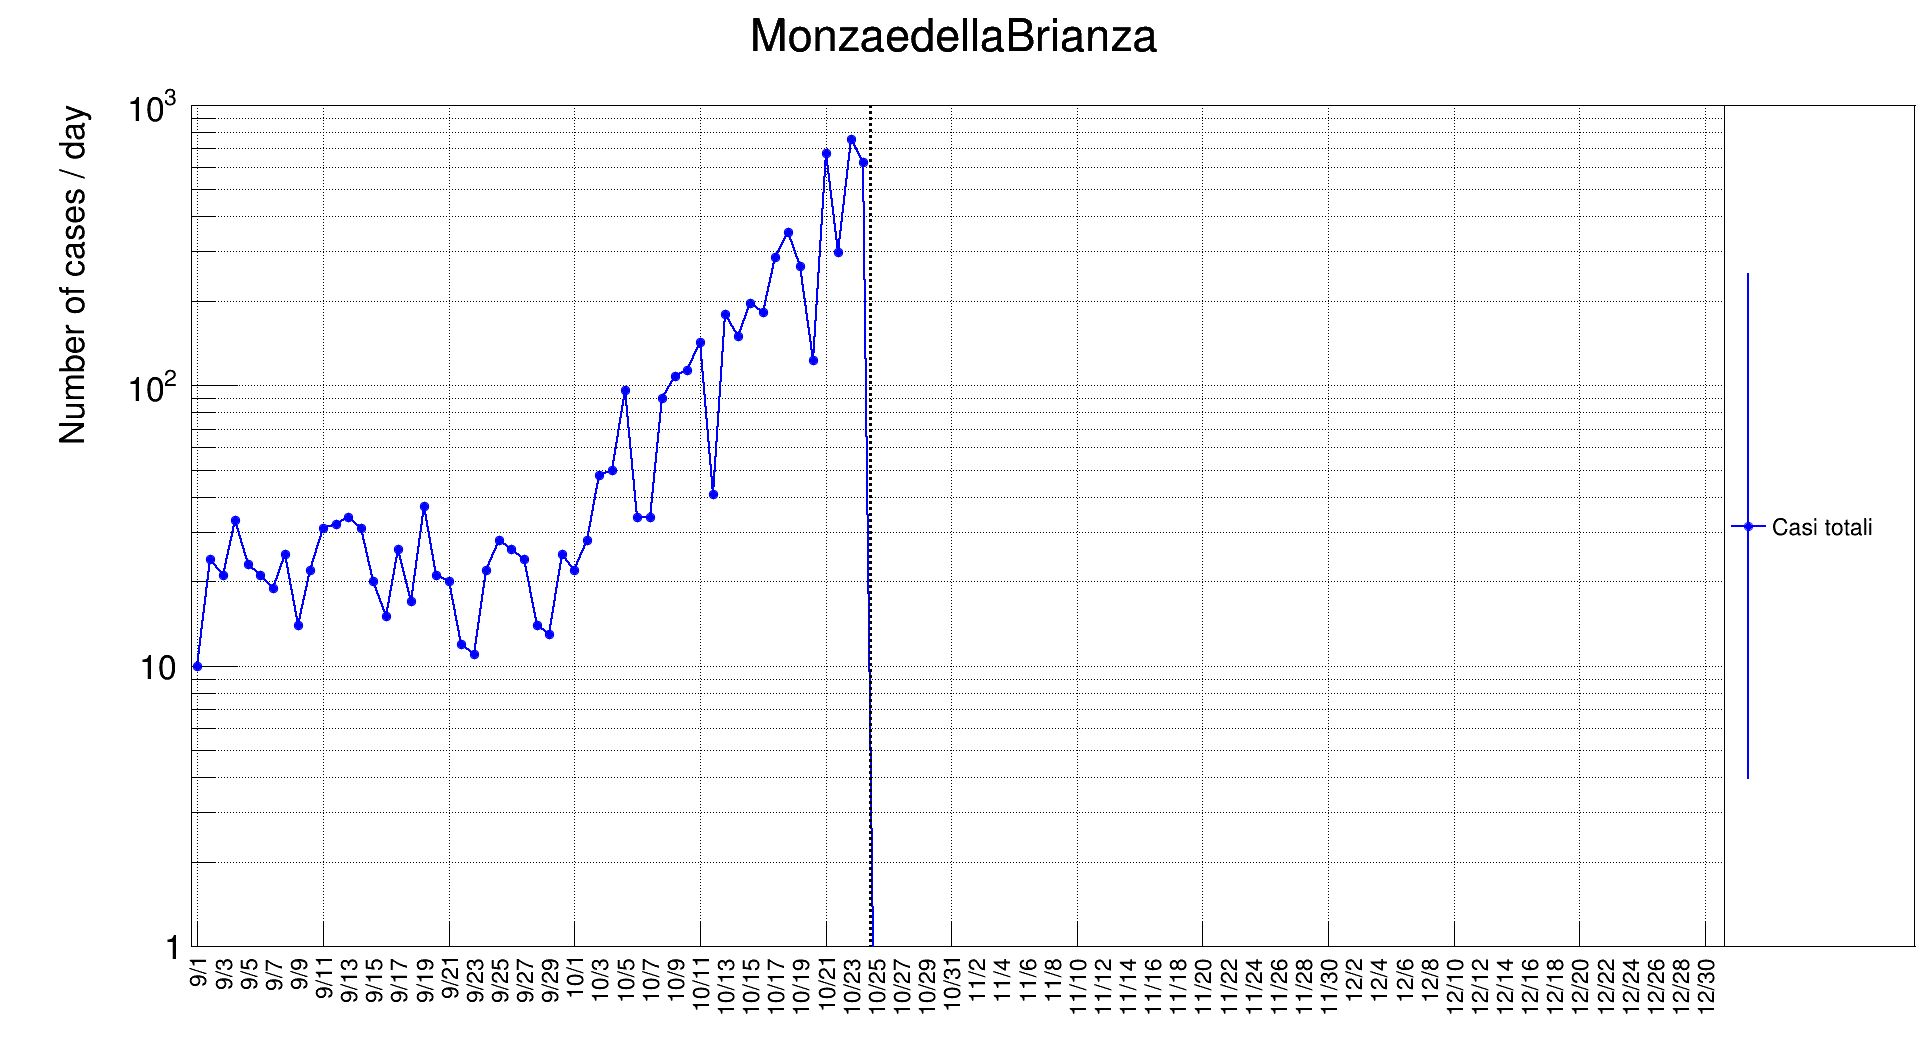 MonzaedellaBrianza
Number of cases / day
10³
10²
10
1
9/1 9/3 9/5 9/7 9/9 9/11 9/13 9/15 9/17 9/19 9/21 9/23 9/25 9/27 9/29 10/1 10/3 10/5 10/7 10/9 10/11 10/13 10/15 10/17 10/19 10/21 10/23 10/25 10/27 10/29 10/31 11/2 11/4 11/6 11/8 11/10 11/12 11/14 11/16 11/18 11/20 11/22 11/24 11/26 11/28 11/30 12/2 12/4 12/6 12/8 12/10 12/12 12/14 12/16 12/18 12/20 12/22 12/24 12/26 12/28 12/30
Casi totali